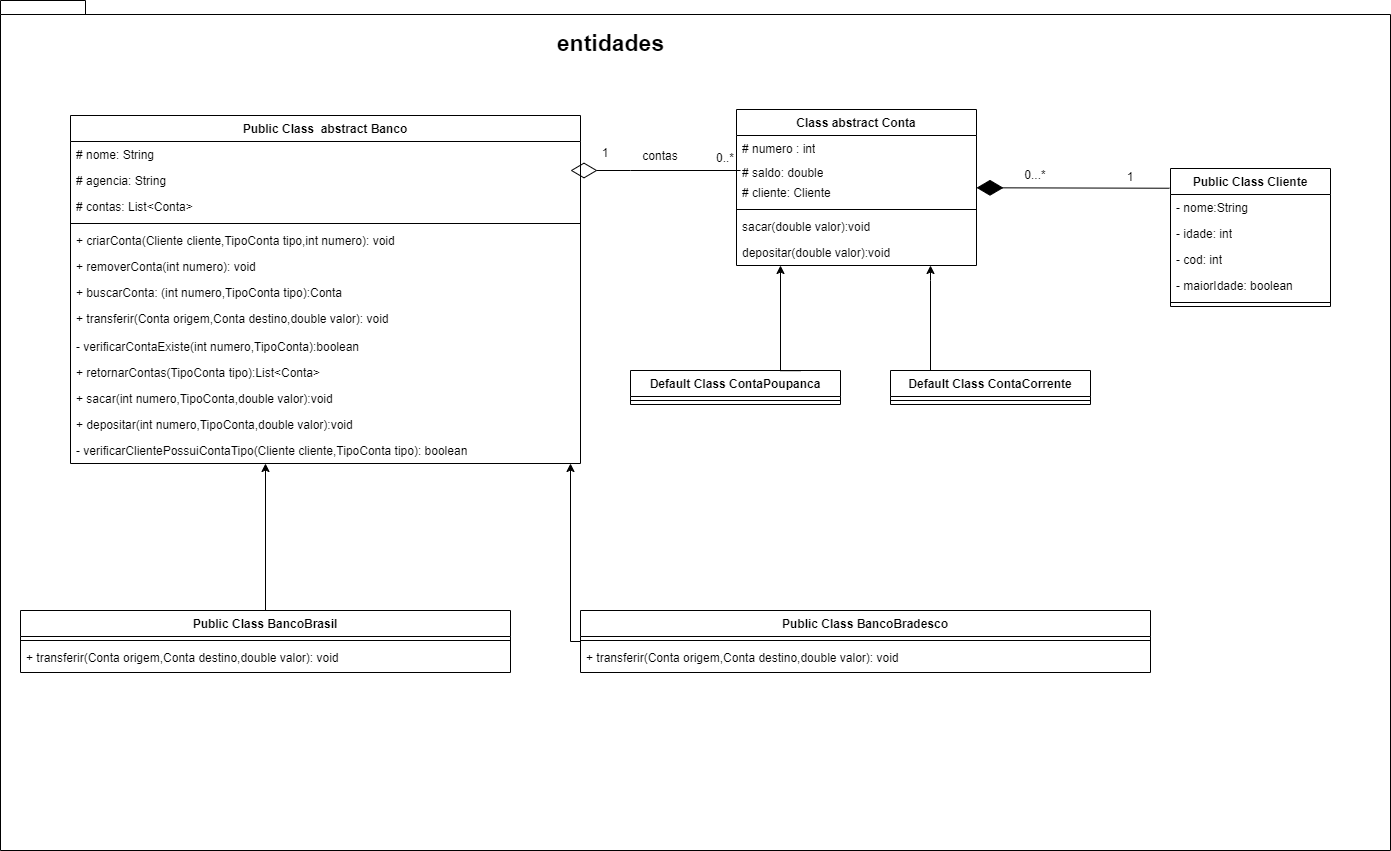 entidades
Public Class  abstract Banco
# nome: String
# agencia: String
# contas: List<Conta>
+ criarConta(Cliente cliente,TipoConta tipo,int numero): void
+ removerConta(int numero): void
+ buscarConta: (int numero,TipoConta tipo):Conta
+ transferir(Conta origem,Conta destino,double valor): void
- verificarContaExiste(int numero,TipoConta):boolean
+ retornarContas(TipoConta tipo):List<Conta>
+ sacar(int numero,TipoConta,double valor):void
+ depositar(int numero,TipoConta,double valor):void
- verificarClientePossuiContaTipo(Cliente cliente,TipoConta tipo): boolean
1
contas
0..*
Class abstract Conta
# numero : int
# saldo: double
# cliente: Cliente
sacar(double valor):void
depositar(double valor):void
0...*
1
Public Class Cliente
- nome:String
- idade: int
- cod: int
- maiorIdade: boolean
Default Class ContaPoupanca
Default Class ContaCorrente
Public Class BancoBrasil
+ transferir(Conta origem,Conta destino,double valor): void
Public Class BancoBradesco
+ transferir(Conta origem,Conta destino,double valor): void